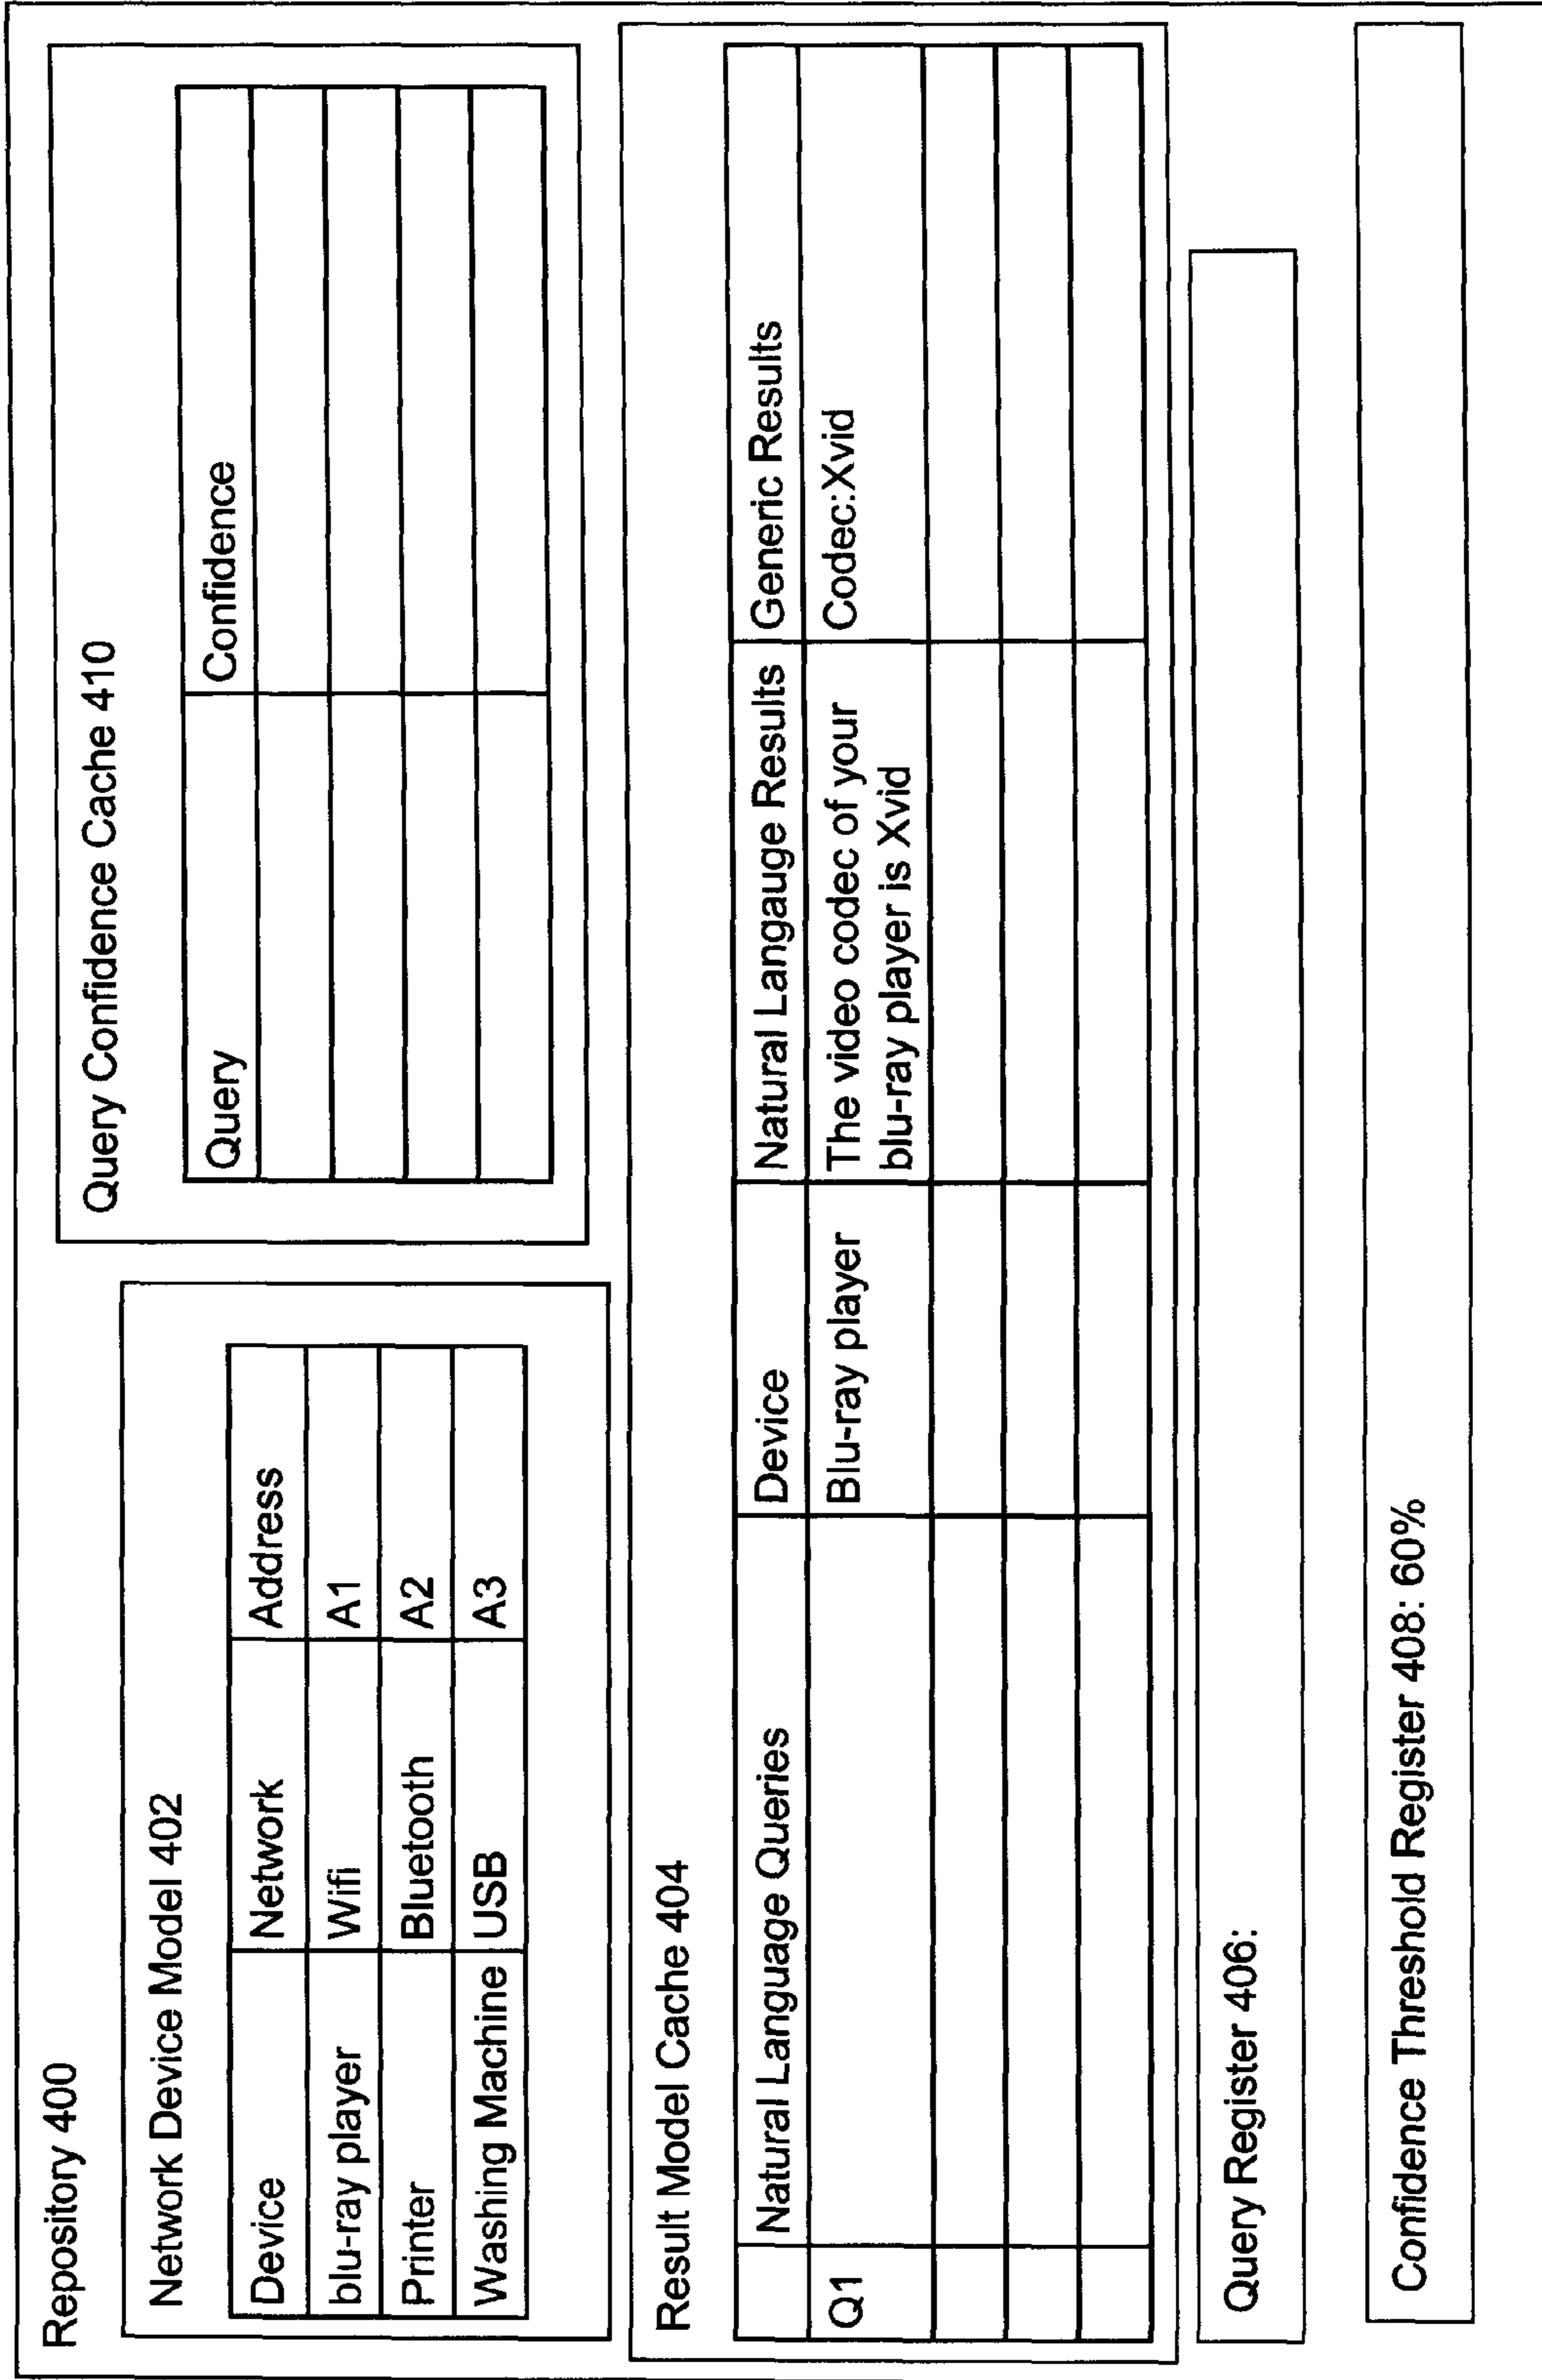 Repository 400
Network Device Model 402
Device Network Address
blu-ray player Wifi A1
Printer Bluetooth A2
Washing Machine USB A3
Query Confidence Cache 410
Query Confidence
Result Model Cache 404
Natural Language Queries Device Natural Langauge Results Generic Results
Q1 Blu-ray player The video codec of your Codec:Xvid
blu-ray player is Xvid
Query Register 406:
Confidence Threshold Register 408: 60%